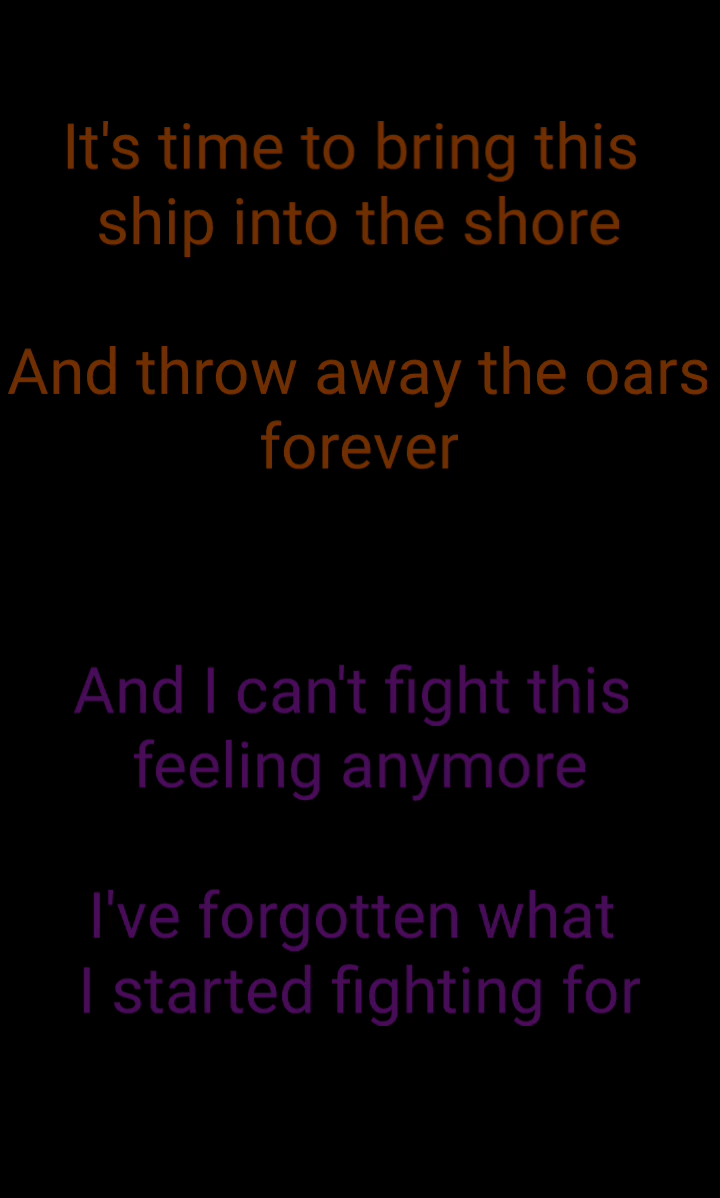 It's time to bring this
ship into the shore
And throw away the oars
forever
And I can't fight this
feeling anymore
I've forgotten what
I started fighting for